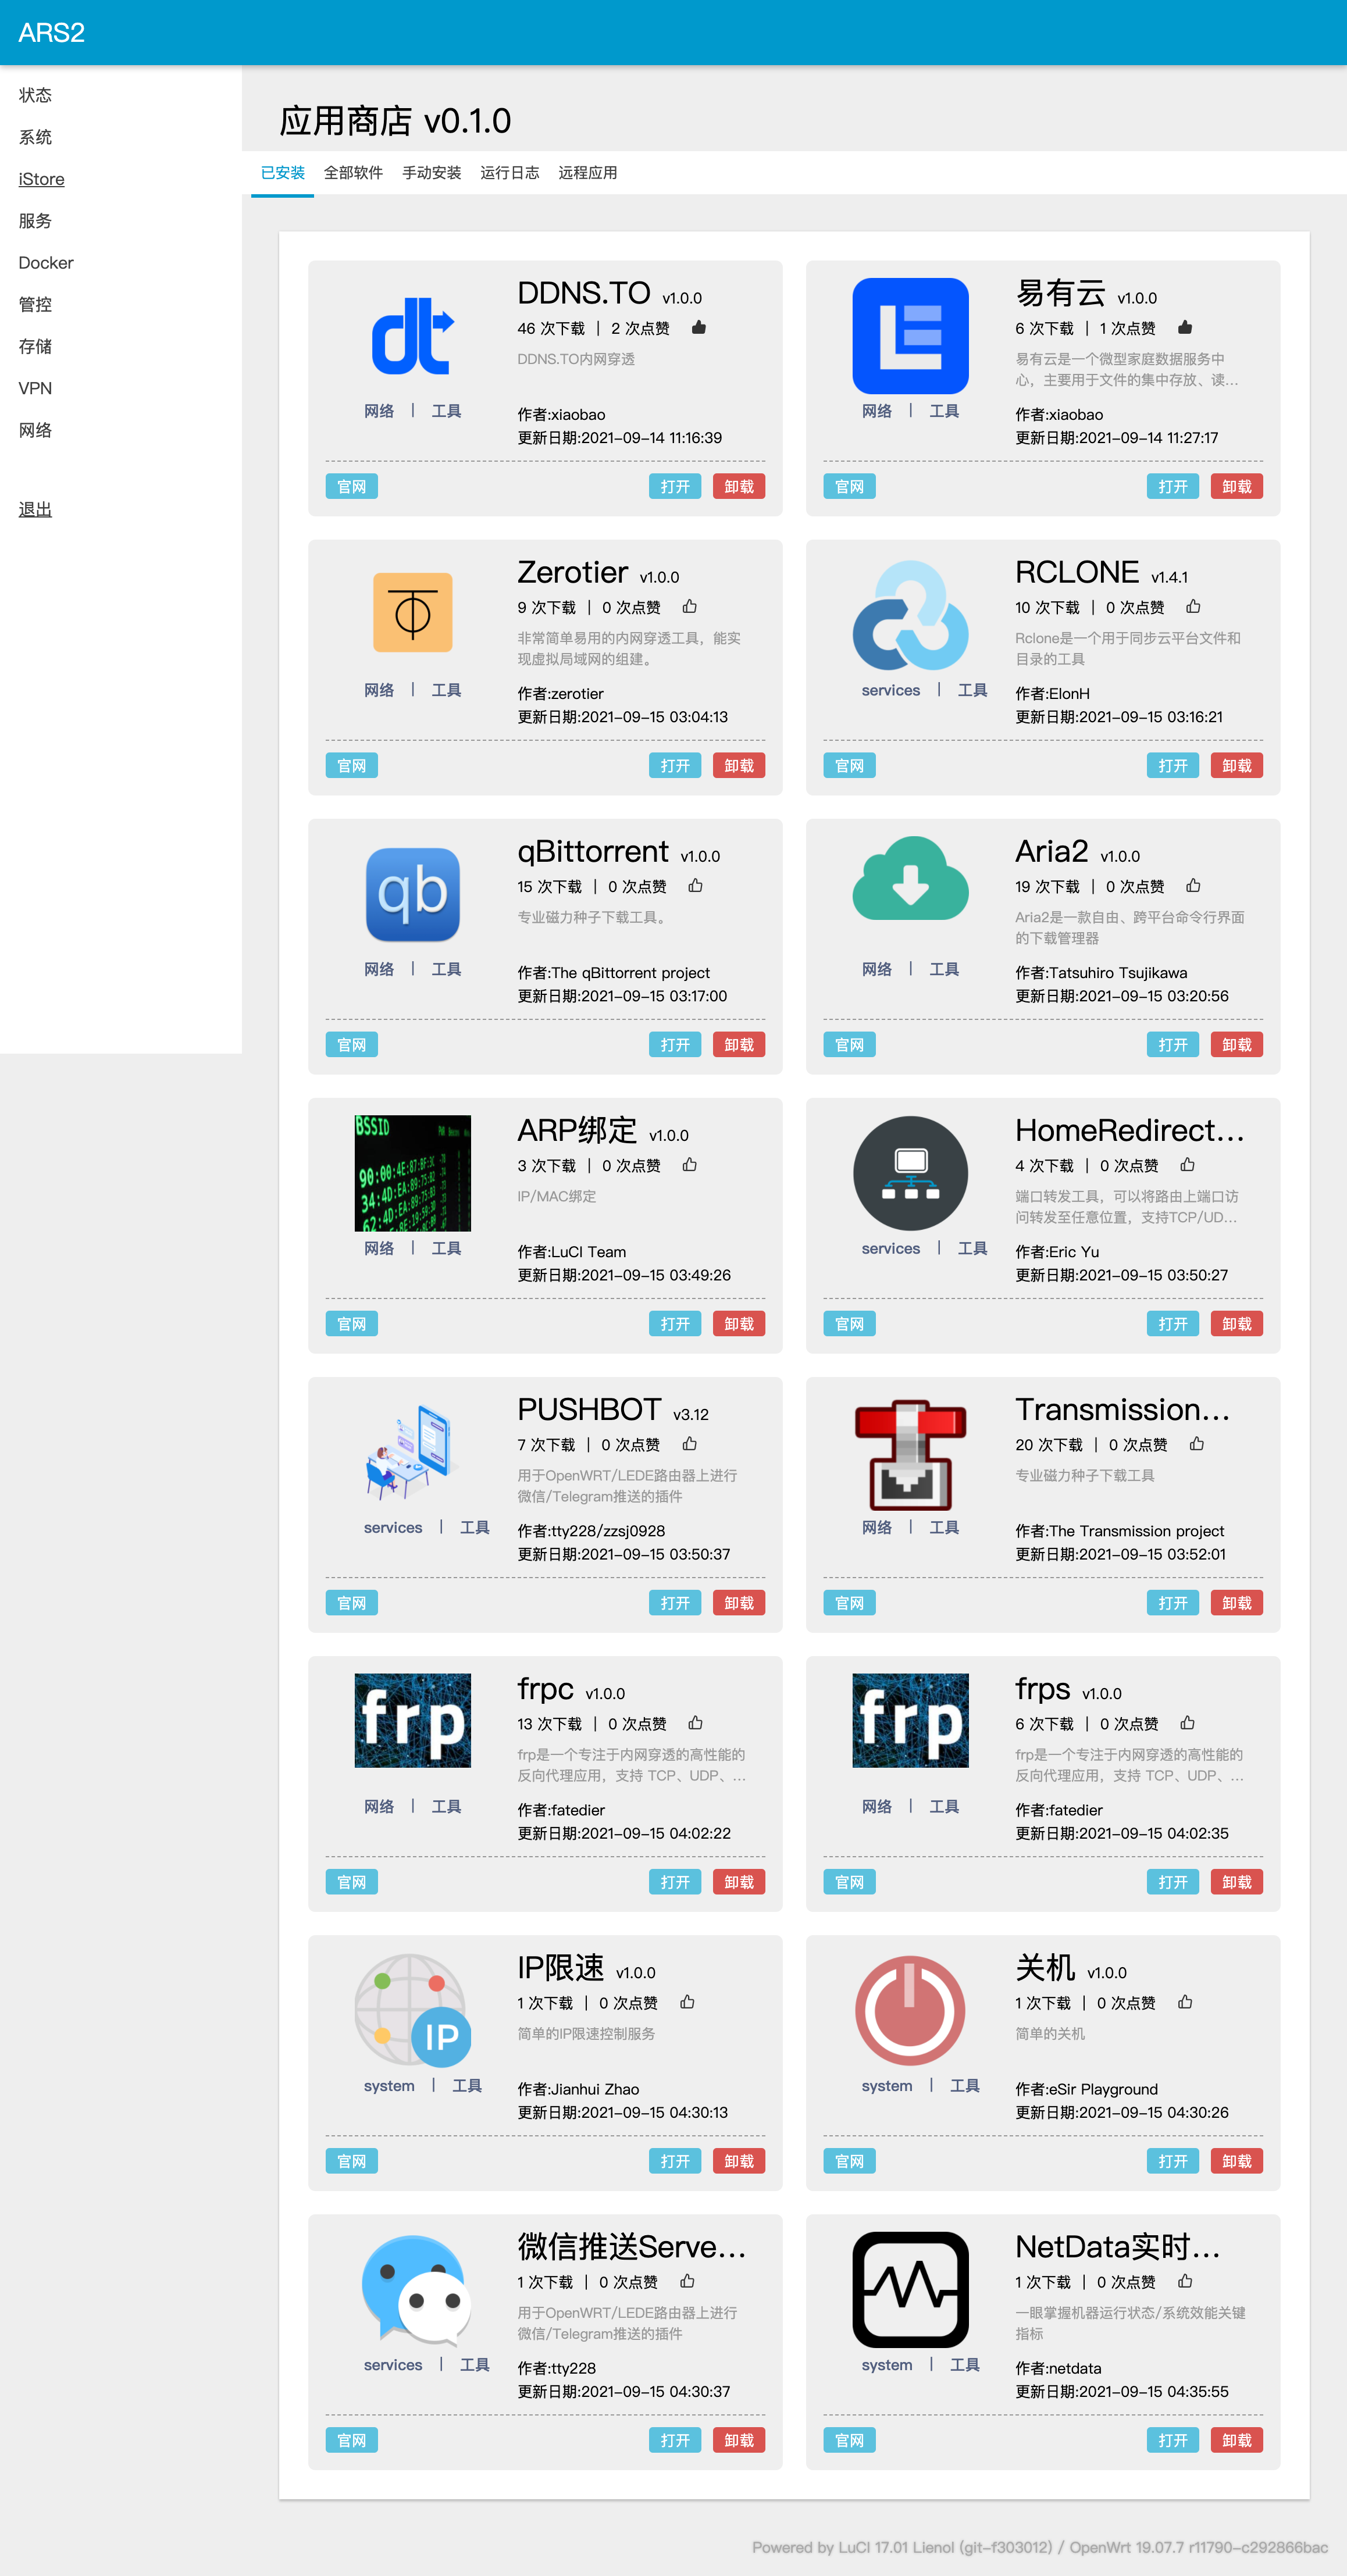 ARS2
状态
系统
iStore
服务
Docker
管控
存储
VPN
网络
退出
应用商店 v0.1.0
已安装 全部软件 手动安装 运行日志 远程应用
DDNS.TO v1.0.0
46 次下载 | 2 次点赞
DDNS.TO内网穿透
网络 | 工具
作者:xiaobao
更新日期:2021-09-14 11:16:39
官网 打开 卸载
易有云 v1.0.0
6 次下载 | 1 次点赞
易有云是一个微型家庭数据服务中
心，主要用于文件的集中存放、读...
网络 | 工具
作者:xiaobao
更新日期:2021-09-14 11:27:17
官网 打开 卸载
Zerotier v1.0.0
9 次下载 | 0 次点赞
非常简单易用的内网穿透工具，能实
现虚拟局域网的组建。
网络 | 工具
作者:zerotier
更新日期:2021-09-15 03:04:13
官网 打开 卸载
RCLONE v1.4.1
10 次下载 | 0 次点赞
Rclone是一个用于同步云平台文件和
目录的工具
services | 工具
作者:ElonH
更新日期:2021-09-15 03:16:21
官网 打开 卸载
qb
qBittorrent v1.0.0
15 次下载 | 0 次点赞
专业磁力种子下载工具。
网络 | 工具
作者:The qBittorrent project
更新日期:2021-09-15 03:17:00
官网 打开 卸载
Aria2 v1.0.0
19 次下载 | 0 次点赞
Aria2是一款自由、跨平台命令行界面
的下载管理器
网络 | 工具
作者:Tatsuhiro Tsujikawa
更新日期:2021-09-15 03:20:56
官网 打开 卸载
BSSID
90:00:4E:87:BF:
34:4D:EA:89:75:
62:4D:EA:89:75:
ARP绑定 v1.0.0
3 次下载 | 0 次点赞
IP/MAC绑定
网络 | 工具
作者:LuCI Team
更新日期:2021-09-15 03:49:26
官网 打开 卸载
HomeRedirect...
4 次下载 | 0 次点赞
端口转发工具，可以将路由上端口访
问转发至任意位置，支持TCP/UD...
services | 工具
作者:Eric Yu
更新日期:2021-09-15 03:50:27
官网 打开 卸载
PUSHBOT v3.12
7 次下载 | 0 次点赞
用于OpenWRT/LEDE路由器上进行
微信/Telegram推送的插件
services | 工具
作者:tty228/zzsj0928
更新日期:2021-09-15 03:50:37
官网 打开 卸载
Transmission...
20 次下载 | 0 次点赞
专业磁力种子下载工具
网络 | 工具
作者:The Transmission project
更新日期:2021-09-15 03:52:01
官网 打开 卸载
frp
frpc v1.0.0
13 次下载 | 0 次点赞
frp是一个专注于内网穿透的高性能的
反向代理应用，支持 TCP、UDP、...
网络 | 工具
作者:fatedier
更新日期:2021-09-15 04:02:22
官网 打开 卸载
frp
frps v1.0.0
6 次下载 | 0 次点赞
frp是一个专注于内网穿透的高性能的
反向代理应用，支持 TCP、UDP、...
网络 | 工具
作者:fatedier
更新日期:2021-09-15 04:02:35
官网 打开 卸载
IP
IP限速 v1.0.0
1 次下载 | 0 次点赞
简单的IP限速控制服务
system | 工具
作者:Jianhui Zhao
更新日期:2021-09-15 04:30:13
官网 打开 卸载
关机 v1.0.0
1 次下载 | 0 次点赞
简单的关机
system | 工具
作者:eSir Playground
更新日期:2021-09-15 04:30:26
官网 打开 卸载
微信推送Serve...
1 次下载 | 0 次点赞
用于OpenWRT/LEDE路由器上进行
微信/Telegram推送的插件
services | 工具
作者:tty228
更新日期:2021-09-15 04:30:37
官网 打开 卸载
NetData实时...
1 次下载 | 0 次点赞
一眼掌握机器运行状态/系统效能关键
指标
system | 工具
作者:netdata
更新日期:2021-09-15 04:35:55
官网 打开 卸载
Powered by LuCI 17.01 Lienol (git-f303012) / OpenWrt 19.07.7 r11790-c292866bac